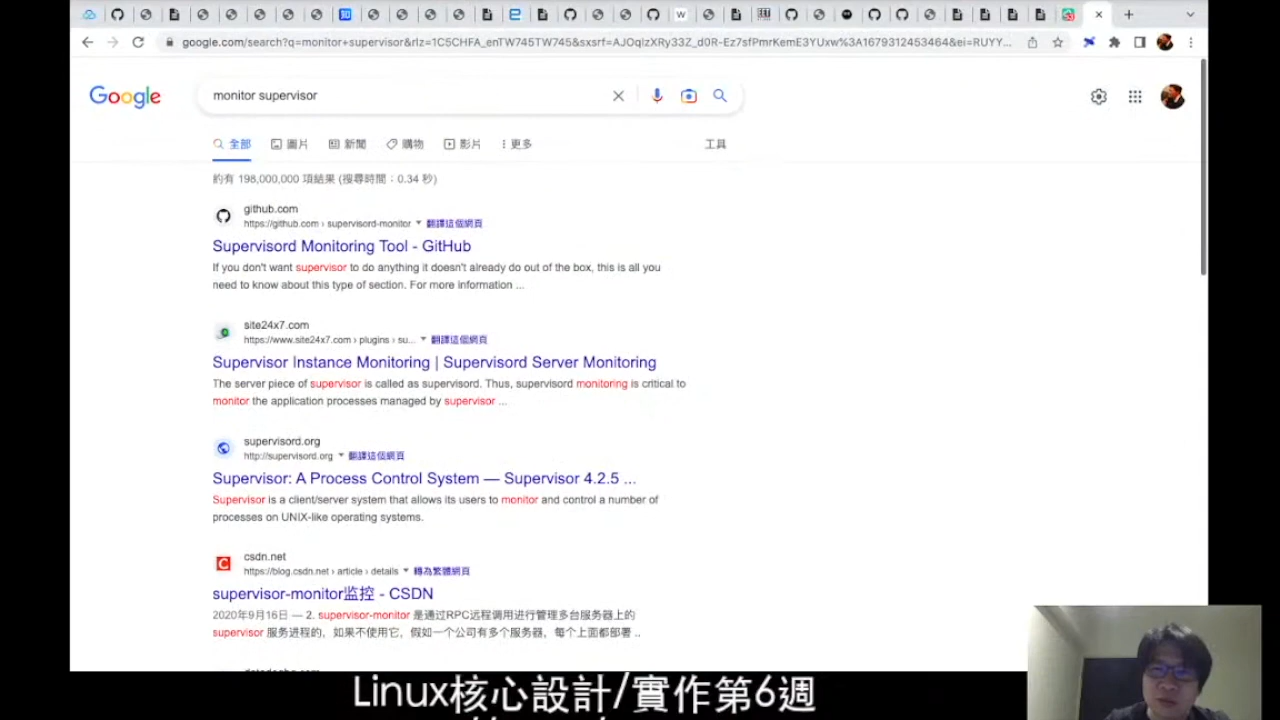 google.com/search?q=monitor+supervisor&rlz=1C5CHFA_enTW745TW745&sxsrf=AJOqlzXRy33Z_d0R-Ez7sfPmrKemE3YUxw%3A1679312453464&ei=RUYY...
Google
monitor supervisor
全部 圖片 新聞 購物 影片 更多 工具
約有 198,000,000 項結果 (搜尋時間：0.34 秒)
github.com
https://github.com › supervisord-monitor 翻譯這個網頁
Supervisord Monitoring Tool - GitHub
If you don't want supervisor to do anything it doesn't already do out of the box, this is all you
need to know about this type of section. For more information ...
site24x7.com
https://www.site24x7.com › plugins › su... 翻譯這個網頁
Supervisor Instance Monitoring | Supervisord Server Monitoring
The server piece of supervisor is called as supervisord. Thus, supervisord monitoring is critical to
monitor the application processes managed by supervisor ...
supervisord.org
http://supervisord.org 翻譯這個網頁
Supervisor: A Process Control System — Supervisor 4.2.5 ...
Supervisor is a client/server system that allows its users to monitor and control a number of
processes on UNIX-like operating systems.
csdn.net
https://blog.csdn.net › article › details 轉為繁體網頁
supervisor-monitor监控 - CSDN
2020年9月16日 — 2. supervisor-monitor 是通过RPC远程调用进行管理多台服务器上的
supervisor 服务进程的，如果不使用它，假如一个公司有多个服务器，每个上面都部署 ..
Linux核心設計/實作第6週